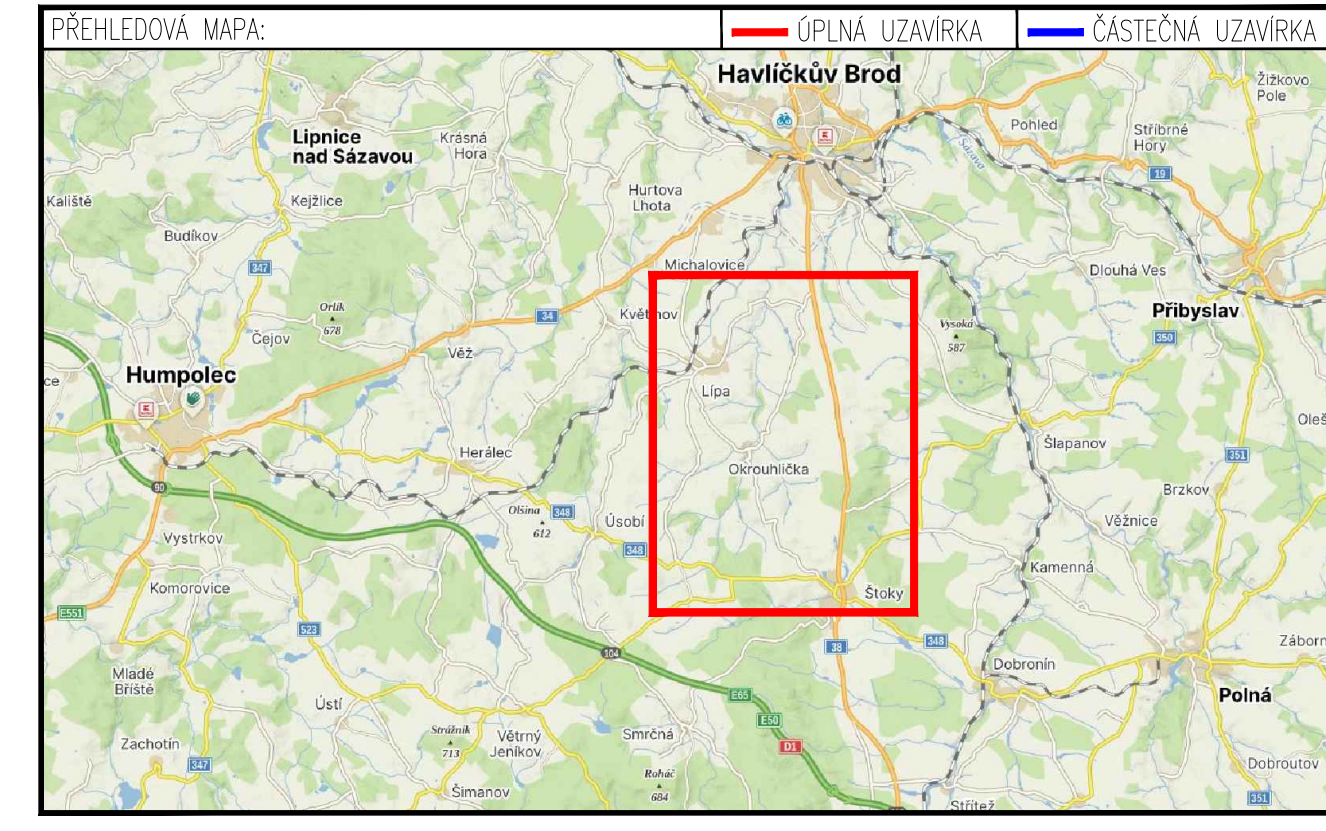 PŘEHLEDOVÁ MAPA:
ÚPLNÁ UZAVÍRKA
ČÁSTEČNÁ UZAVÍRKA
Havlíčkův Brod
Žižkovo
Pole
Lipnice
nad Sázavou
Krásná
Hora
Pohled
Stříbrné
Hory
Sázava
19
Kaliště
Kejžlice
Hurtova
Lhota
Budíkov
347
Michalovice
Dlouhá Ves
Orlík
678
34
Květinov
Přibyslav
Čejov
Vysoká
587
350
Věž
ce
Humpolec
Lípa
Oleš
Šlapanov
Herálec
Okrouhlička
351
90
Brzkov
Olšina
612
348
Úsobí
Věžnice
Vystrkov
348
Kamenná
Komorovice
Štoky
E551
523
38
348
Záborn
104
Dobronín
Mladé
Bříště
E65
Polná
Ústí
E50
Strážník
713
Větrný
Jeníkov
Smrčná
D1
Zachotín
347
Roháč
684
Dobroutov
Šimanov
351
Střítež